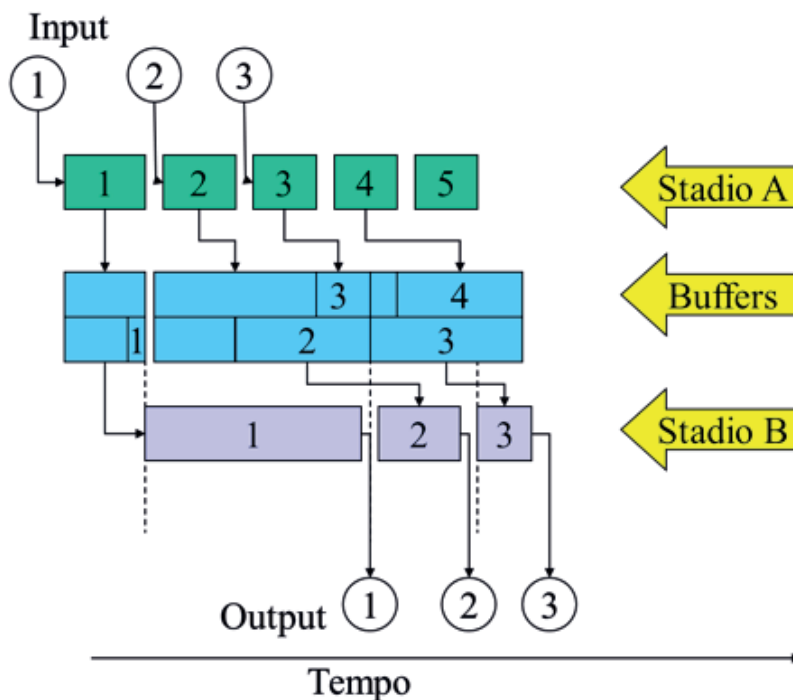 Input
1 2 3
1 2 3 4 5
Stadio A
3 4
Buffers
1 2 3
1 2 3
Stadio B
Output 1 2 3
Tempo